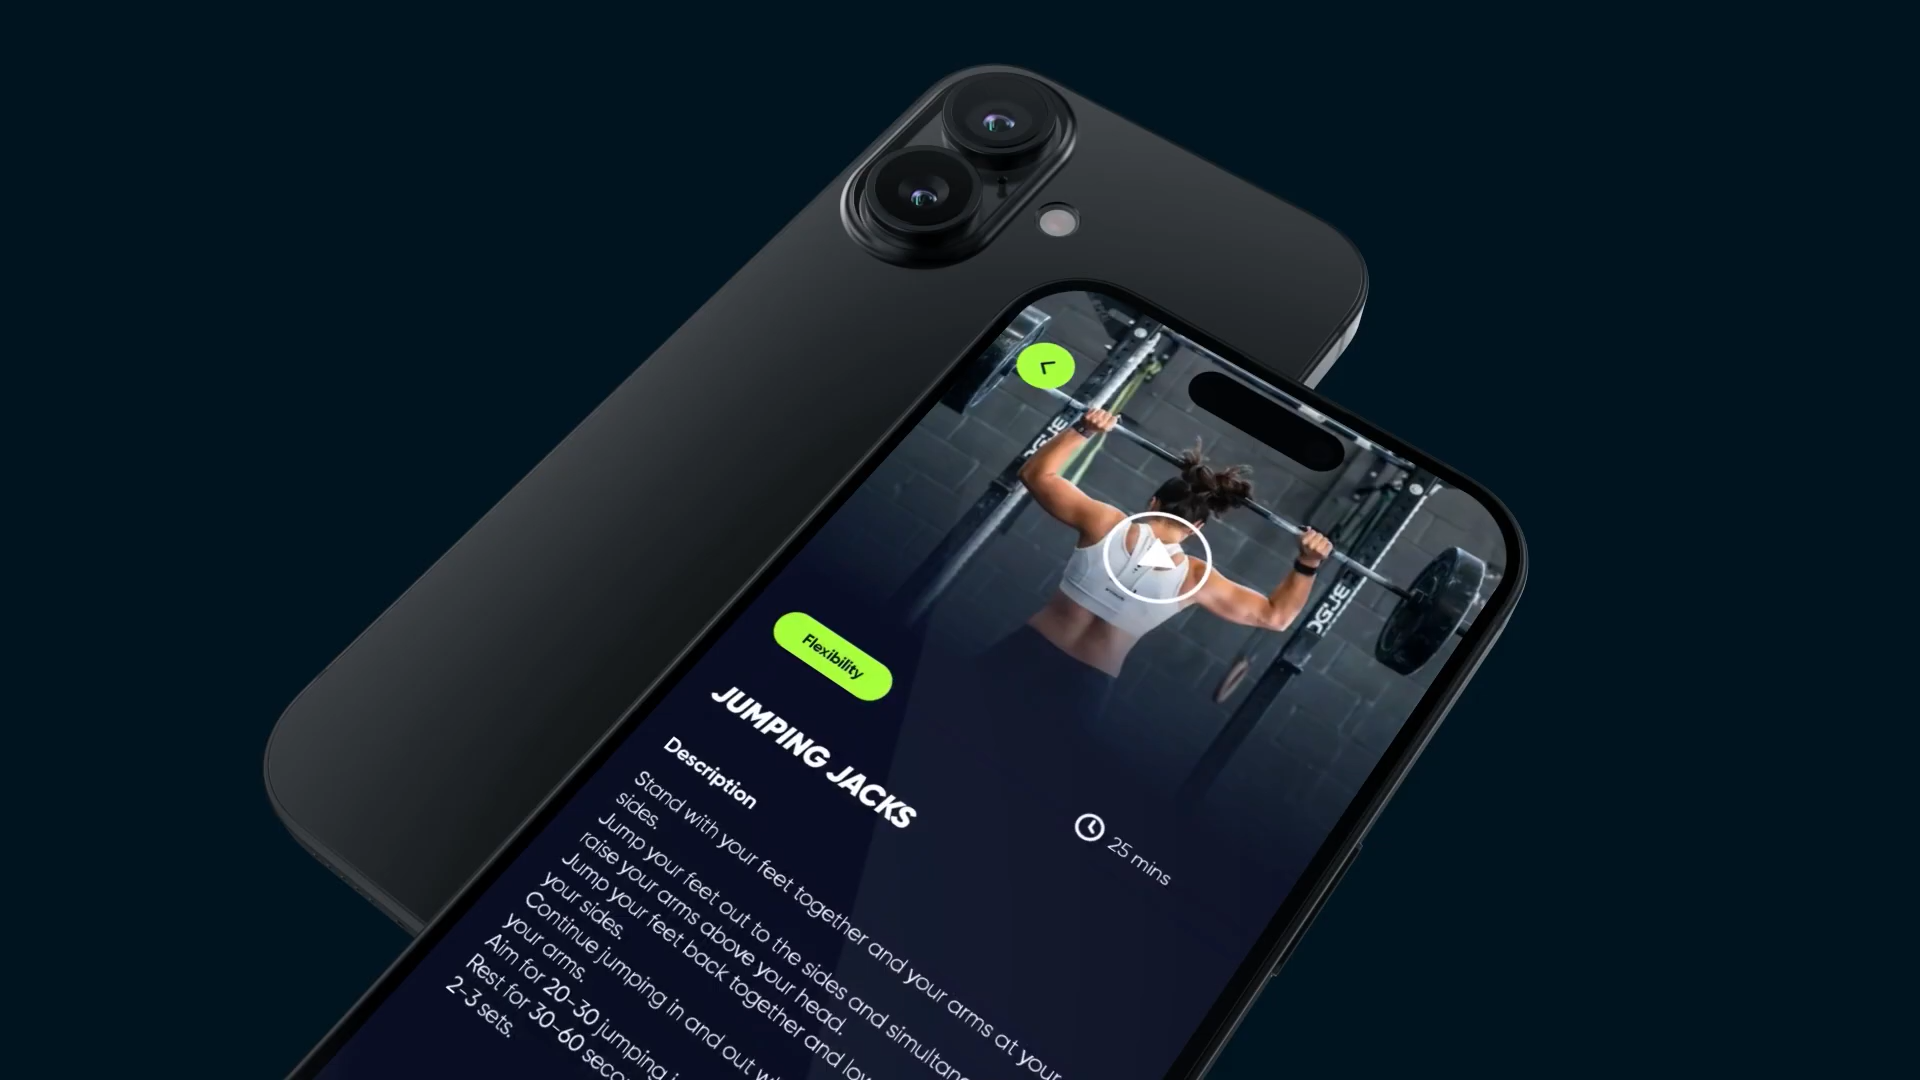 OGUE
OGUE
Flexibility
JUMPING JACKS
25 mins
Description
Stand with your feet together and your arms at your
sides.
Jump your feet out to the sides and
raise your arms above your head.
Jump your feet back together and
your sides.
Continue jumping in and out
your arms.
Aim for 20-30 jumping
Rest for 30-60
2-3 sets.